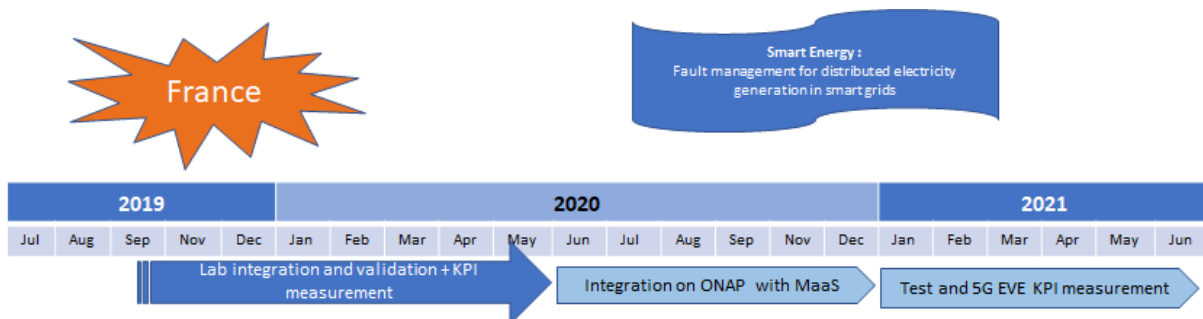 France
Smart Energy :
Fault management for distributed electricity
generation in smart grids
2019 2020 2021
Jul Aug Sep Nov Dec Jan Feb Mar Apr May Jun Jul Aug Sep Nov Dec Jan Feb Mar Apr May Jun
Lab integration and validation + KPI
measurement
Integration on ONAP with MaaS
Test and 5G EVE KPI measurement